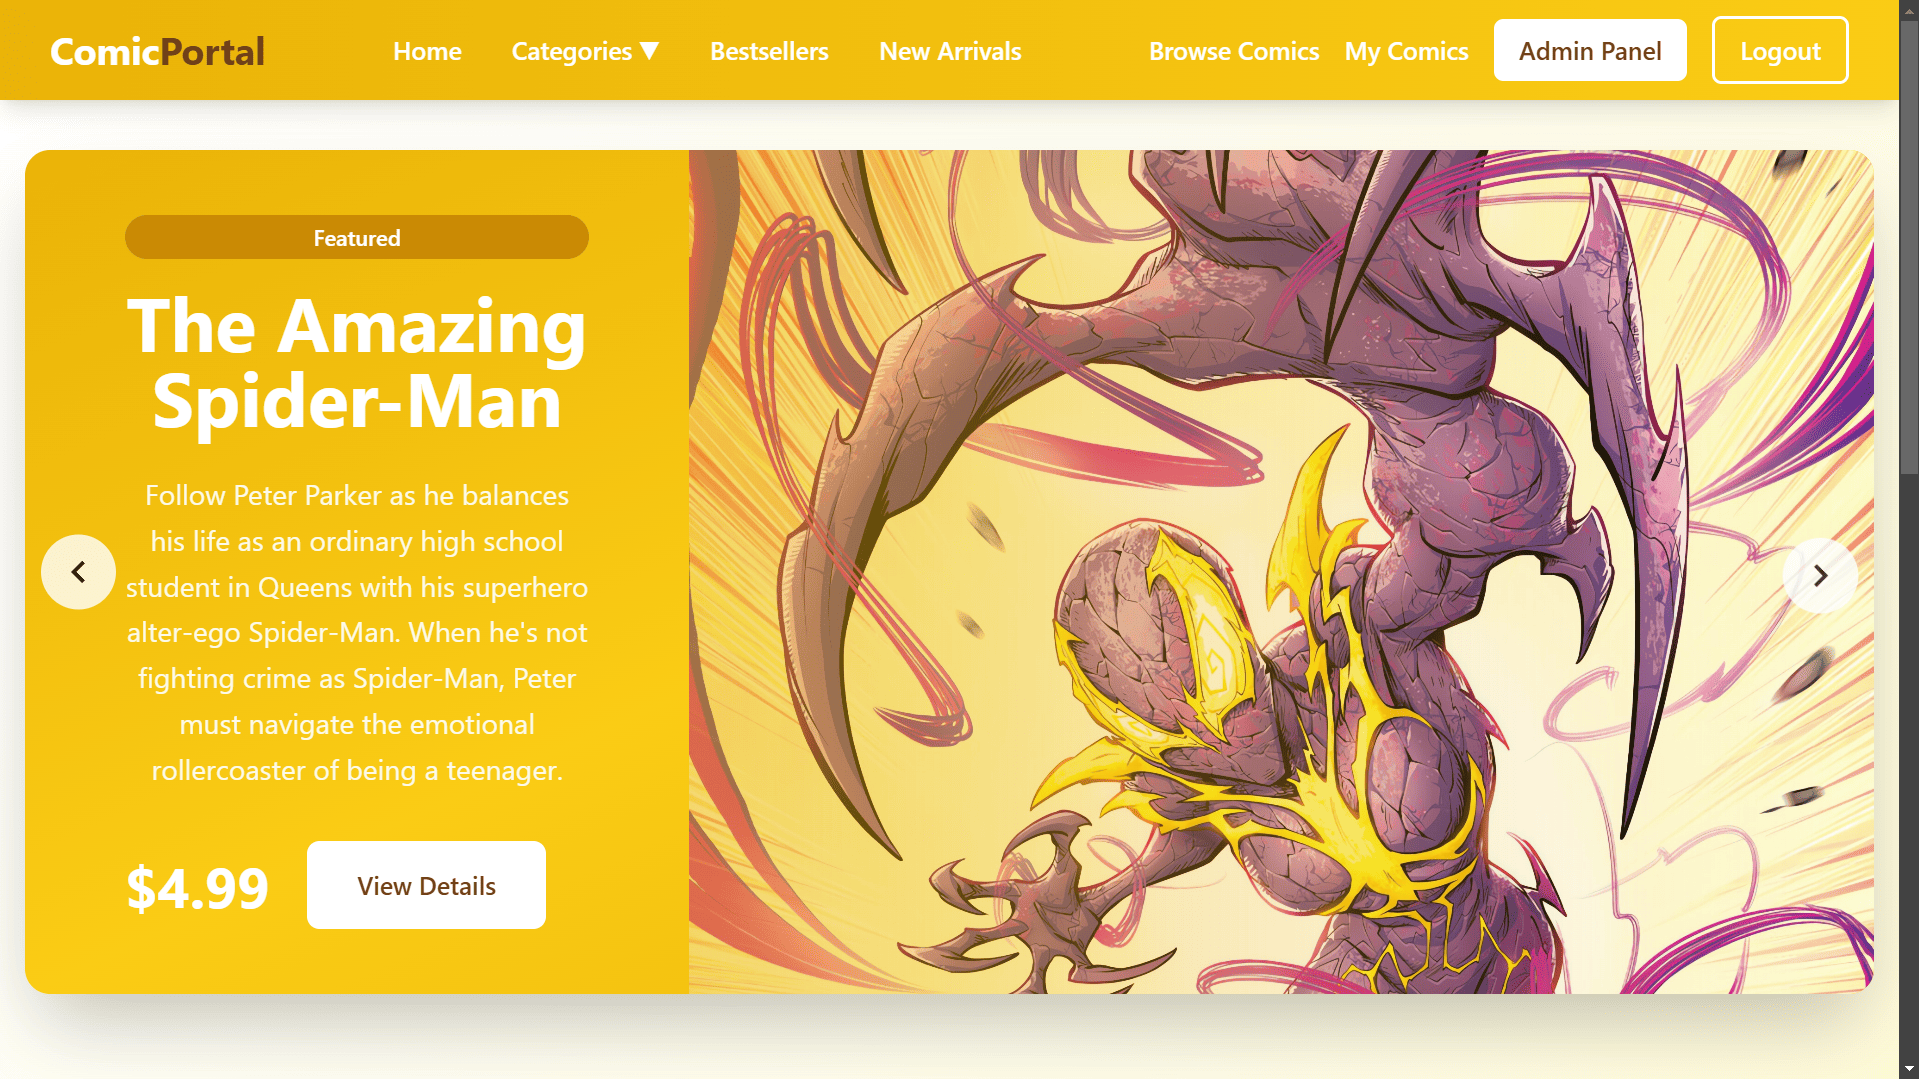 ComicPortal
Home
Categories ▼
Bestsellers
New Arrivals
Browse Comics
My Comics
Admin Panel
Logout
Featured
The Amazing
Spider-Man
Follow Peter Parker as he balances
his life as an ordinary high school
student in Queens with his superhero
alter-ego Spider-Man. When he's not
fighting crime as Spider-Man, Peter
must navigate the emotional
rollercoaster of being a teenager.
$4.99
View Details